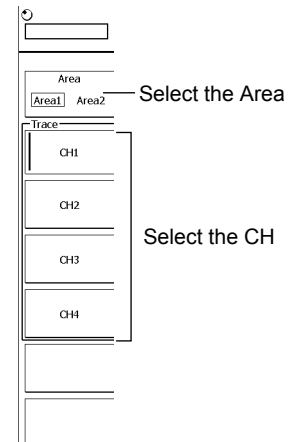 Area
Area1 Area2
Select the Area
Trace
CH1
CH2
Select the CH
CH3
CH4